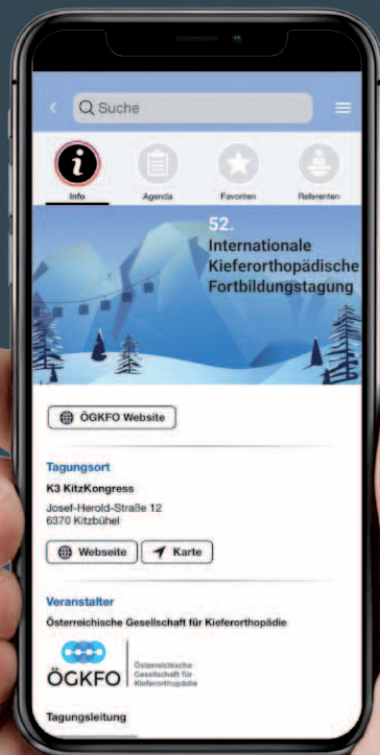 Suche
Info Agenda Favoriten Referenten
52.
Internationale
Kieferorthopädische
Fortbildungstagung
ÖGKFO Website
Tagungsort
K3 KitzKongress
Josef-Herold-Straße 12
6370 Kitzbühel
Webseite Karte
Veranstalter
Österreichische Gesellschaft für Kieferorthopädie
ÖGKFO
Österreichische
Gesellschaft für
Kieferorthopädie
Tagungsleitung